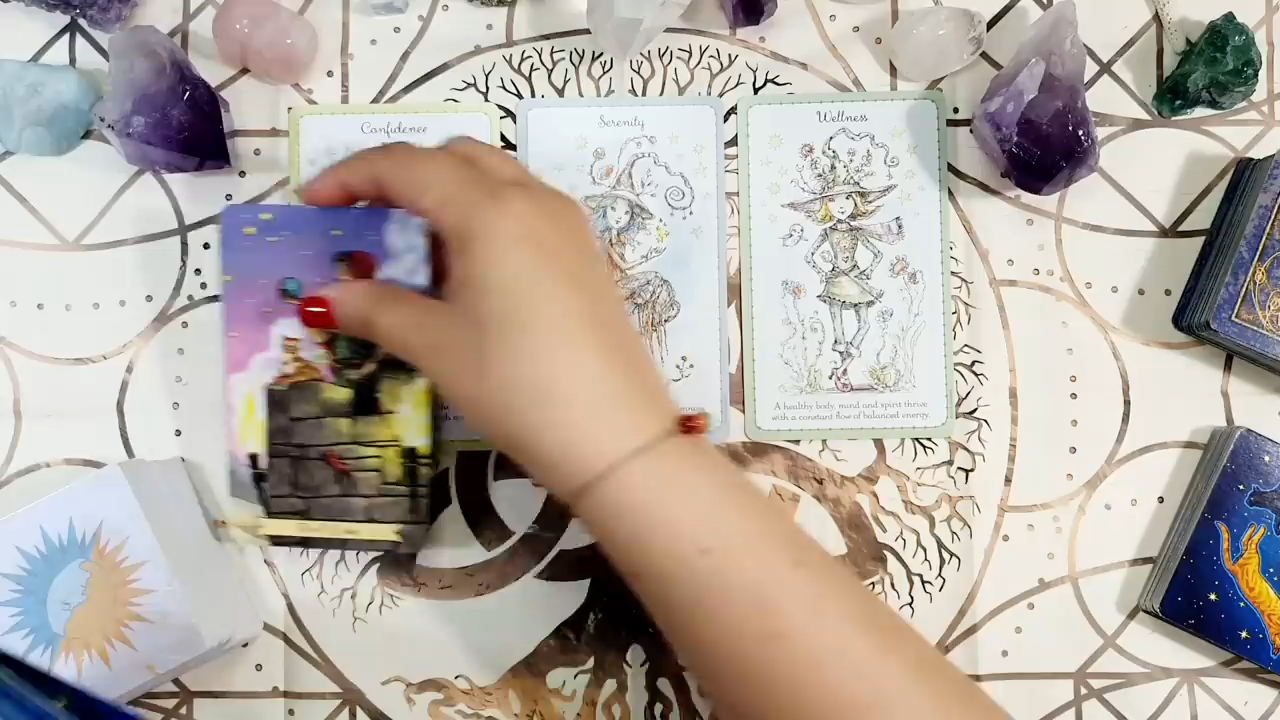 Confidence
Serenity
Wellness
A healthy body, mind and spirit thrive
with a constant flow of balanced energy.